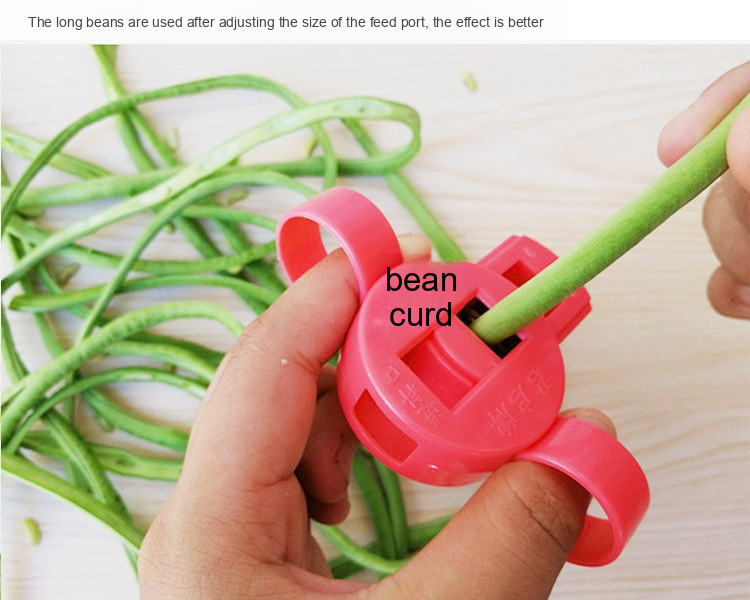 The long beans are used after adjusting the size of the feed port, the effect is better
bean
curd